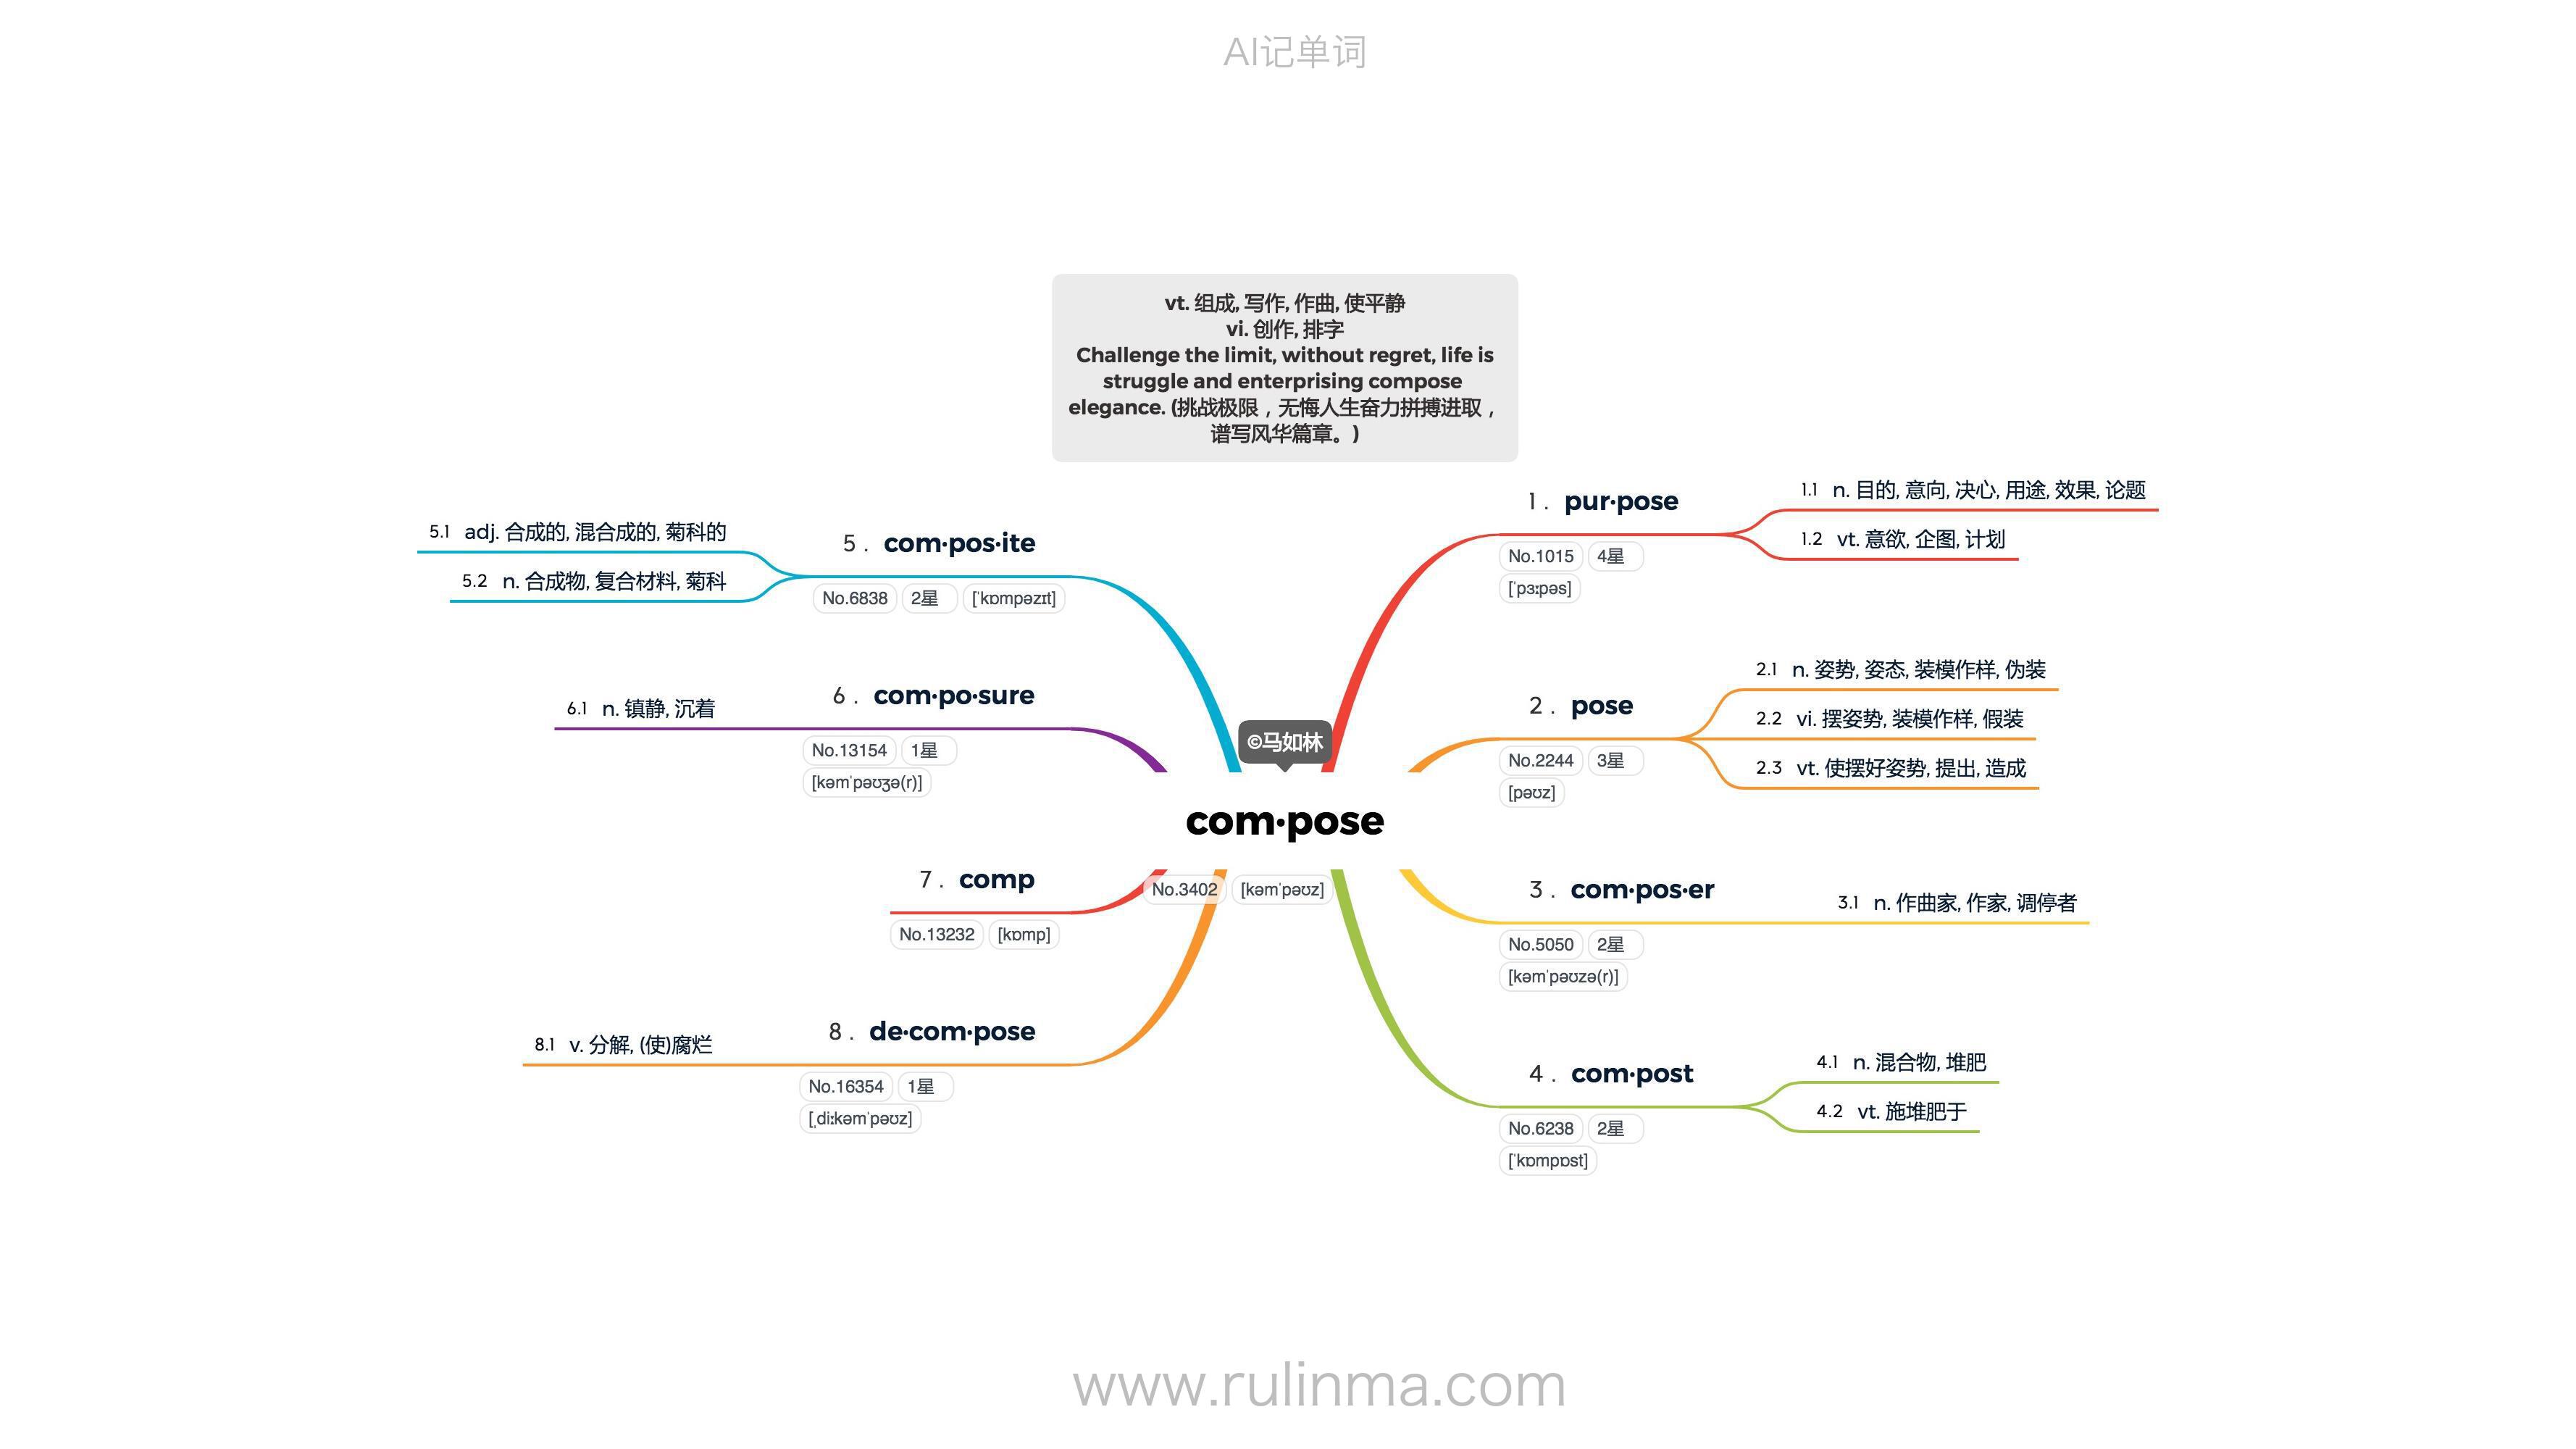 AI记单词
vt. 组成, 写作, 作曲, 使平静
vi. 创作, 排字
Challenge the limit, without regret, life is
struggle and enterprising compose
elegance. (挑战极限，无悔人生奋力拼搏进取，
谱写风华篇章。)
©马如林
com·pose
No.3402 [kəmˈpəʊz]
1 . pur·pose
No.1015 4星
[ˈpɜːpəs]
1.1 n. 目的, 意向, 决心, 用途, 效果, 论题
1.2 vt. 意欲, 企图, 计划
2 . pose
No.2244 3星
[pəʊz]
2.1 n. 姿势, 姿态, 装模作样, 伪装
2.2 vi. 摆姿势, 装模作样, 假装
2.3 vt. 使摆好姿势, 提出, 造成
3 . com·pos·er
No.5050 2星
[kəmˈpəʊzə(r)]
3.1 n. 作曲家, 作家, 调停者
4 . com·post
No.6238 2星
[ˈkɒmpɒst]
4.1 n. 混合物, 堆肥
4.2 vt. 施堆肥于
5 . com·pos·ite
No.6838 2星 [ˈkɒmpəzɪt]
5.1 adj. 合成的, 混合成的, 菊科的
5.2 n. 合成物, 复合材料, 菊科
6 . com·po·sure
No.13154 1星
[kəmˈpəʊʒə(r)]
6.1 n. 镇静, 沉着
7 . comp
No.13232 [kɒmp]
8 . de·com·pose
No.16354 1星
[ˌdiːkəmˈpəʊz]
8.1 v. 分解, (使)腐烂
www.rulinma.com